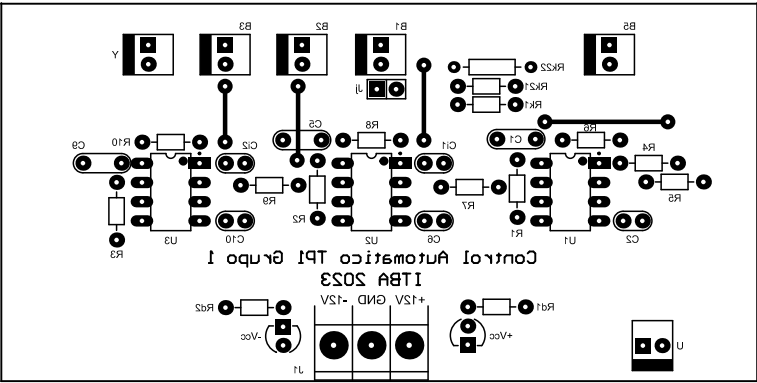 B3
B2
B1
B5
Y
Rk22
Jj
Rk21
Rk1
C5
R8
C1
R6
C9
R10
Ci2
Ci1
R4
R9
R7
R5
R2
R1
R3
U3
C10
U2
C6
U1
C2
Control Automatico TP1 Grupo 1
ITBA 2023
+12V GND -12V
Rd2
Rd1
-Vcc
+Vcc
J1
U